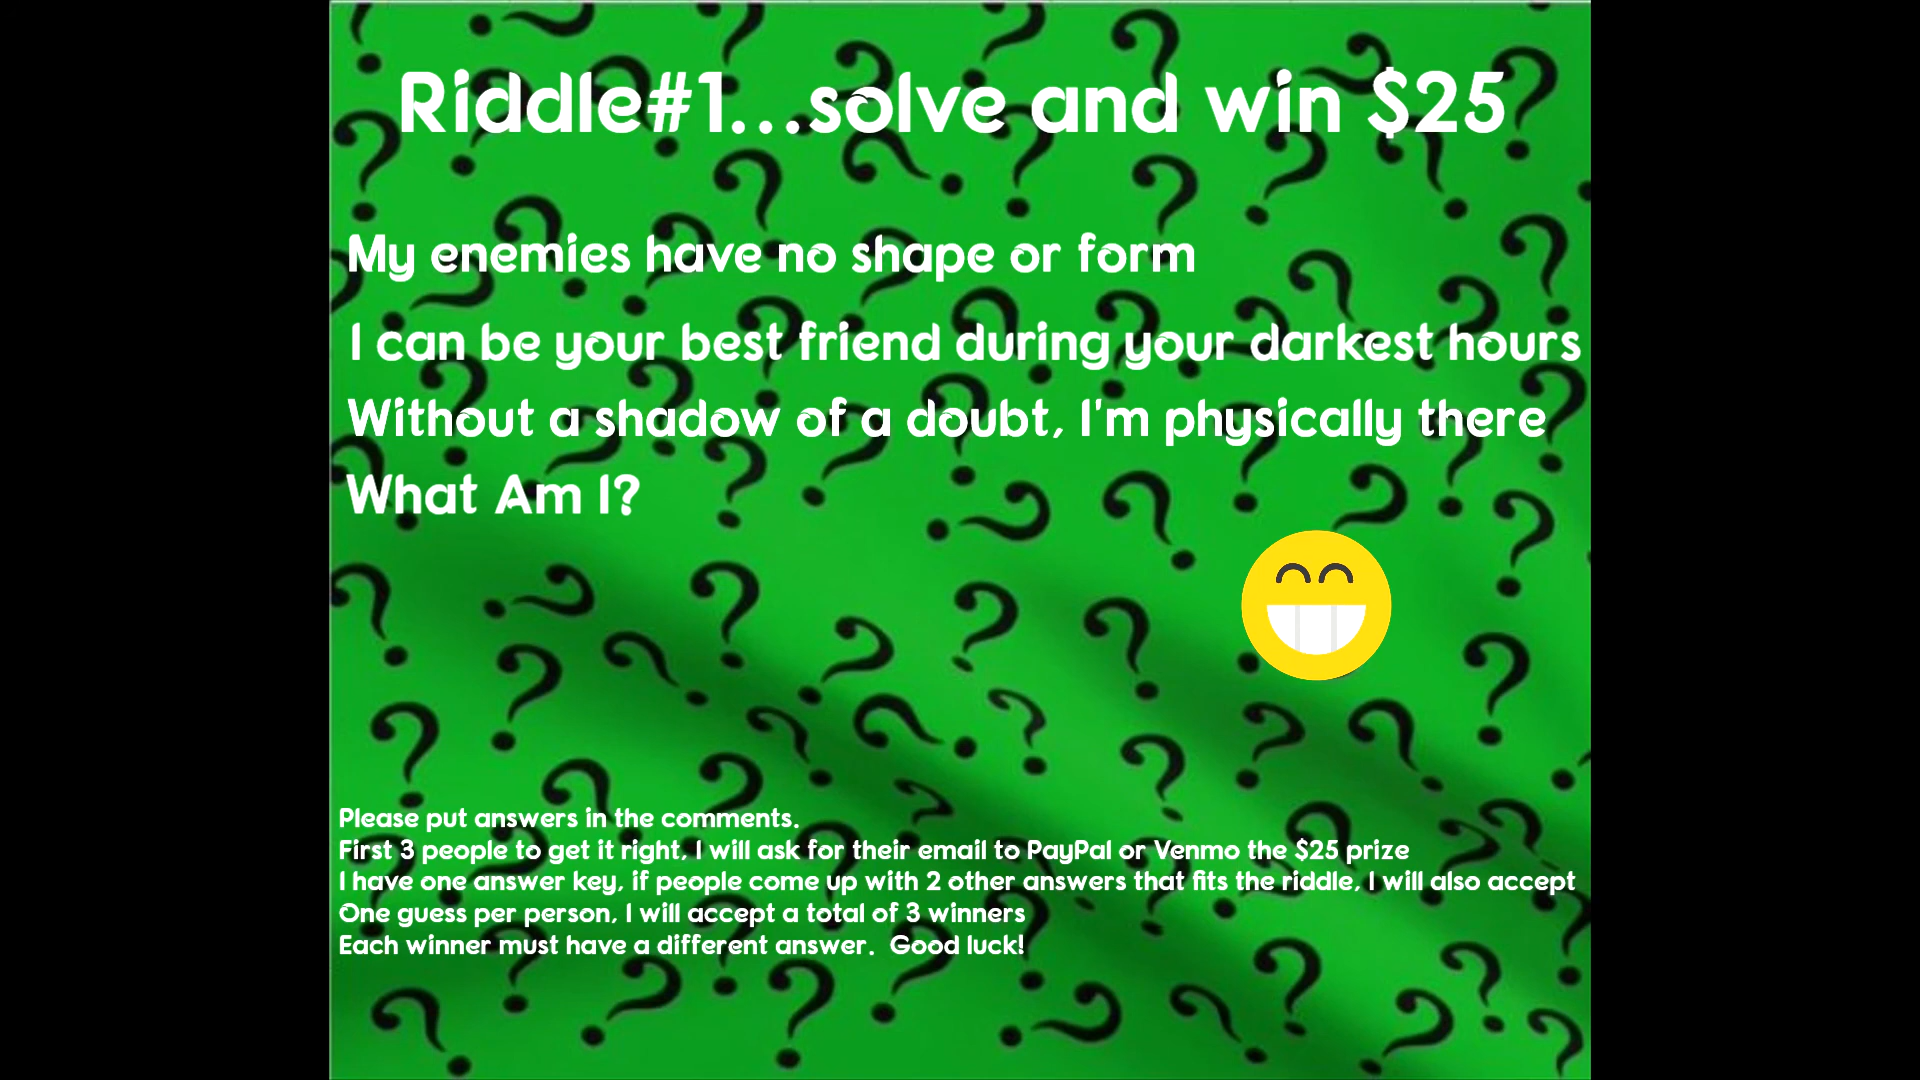 Riddle#1...solve and win $25
My enemies have no shape or form
I can be your best friend during your darkest hours
Without a shadow of a doubt, I'm physically there
What Am I?
Please put answers in the comments.
First 3 people to get it right, I will ask for their email to PayPal or Venmo the $25 prize
I have one answer key, if people come up with 2 other answers that fits the riddle, I will also accept
One guess per person, I will accept a total of 3 winners
Each winner must have a different answer.  Good luck!